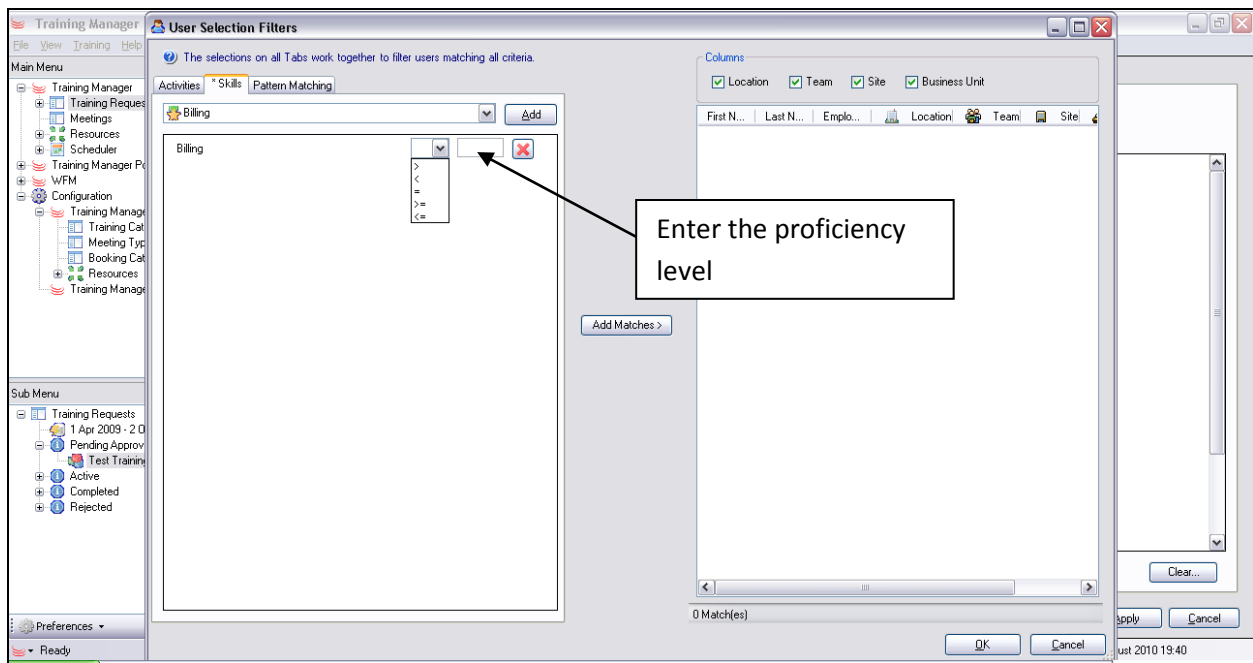 Training Manager
File View Training Help
Main Menu
Training Manager
Training Reques
Meetings
Resources
Scheduler
Training Manager Po
WFM
Configuration
Training Manage
Training Cat
Meeting Typ
Booking Cat
Resources
Training Manage
Sub Menu
Training Requests
1 Apr 2009 - 2 O
Pending Approv
Test Training
Active
Completed
Rejected
Preferences
Ready
User Selection Filters
The selections on all Tabs work together to filter users matching all criteria.
Activities * Skills Pattern Matching
Billing Add
Billing
>
<
=
>=
<=
Enter the proficiency
level
Add Matches >
Columns
Location Team Site Business Unit
First N... Last N... Emplo... Location Team Site
0 Match(es)
OK Cancel
Clear...
Apply Cancel
ust 2010 19:40